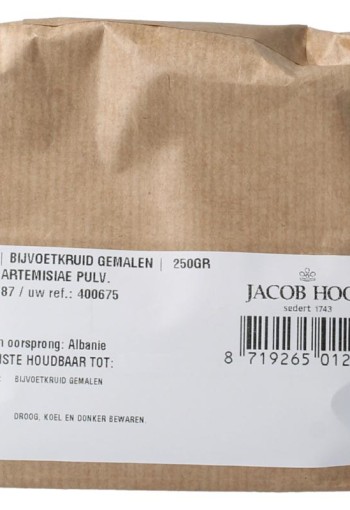 | BIJVOETKRUID GEMALEN | 250GR
ARTEMISIAE PULV.
87 / uw ref.: 400675
JACOB HOO
sedert 1743
8 719265 012
oorsprong: Albanie
STE HOUDBAAR TOT:
: BIJVOETKRUID GEMALEN
DROOG, KOEL EN DONKER BEWAREN.